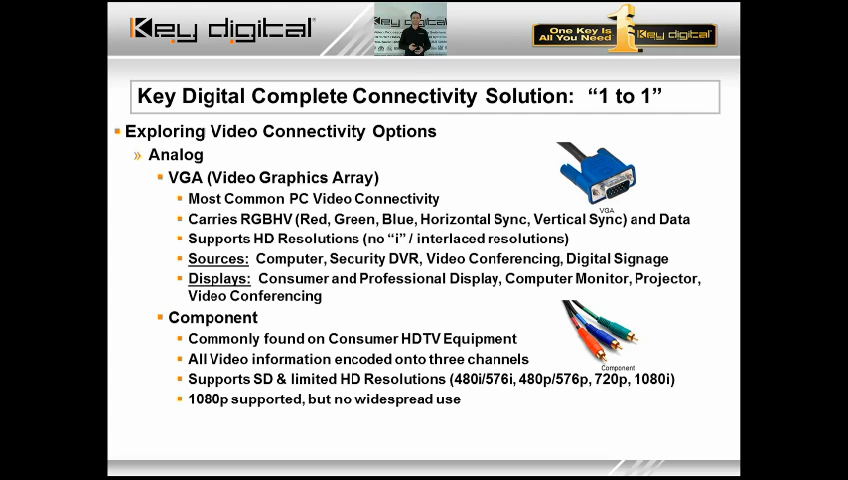 Key digital
Key digital
One Key Is
All You Need
1
Key digital
Key Digital Complete Connectivity Solution: “1 to 1”
Exploring Video Connectivity Options
» Analog
VGA (Video Graphics Array)
Most Common PC Video Connectivity
Carries RGBHV (Red, Green, Blue, Horizontal Sync, Vertical Sync) and Data
Supports HD Resolutions (no “i” / interlaced resolutions)
Sources: Computer, Security DVR, Video Conferencing, Digital Signage
Displays: Consumer and Professional Display, Computer Monitor, Projector,
Video Conferencing
VGA
Component
Commonly found on Consumer HDTV Equipment
All Video information encoded onto three channels
Supports SD & limited HD Resolutions (480i/576i, 480p/576p, 720p, 1080i)
1080p supported, but no widespread use
Component